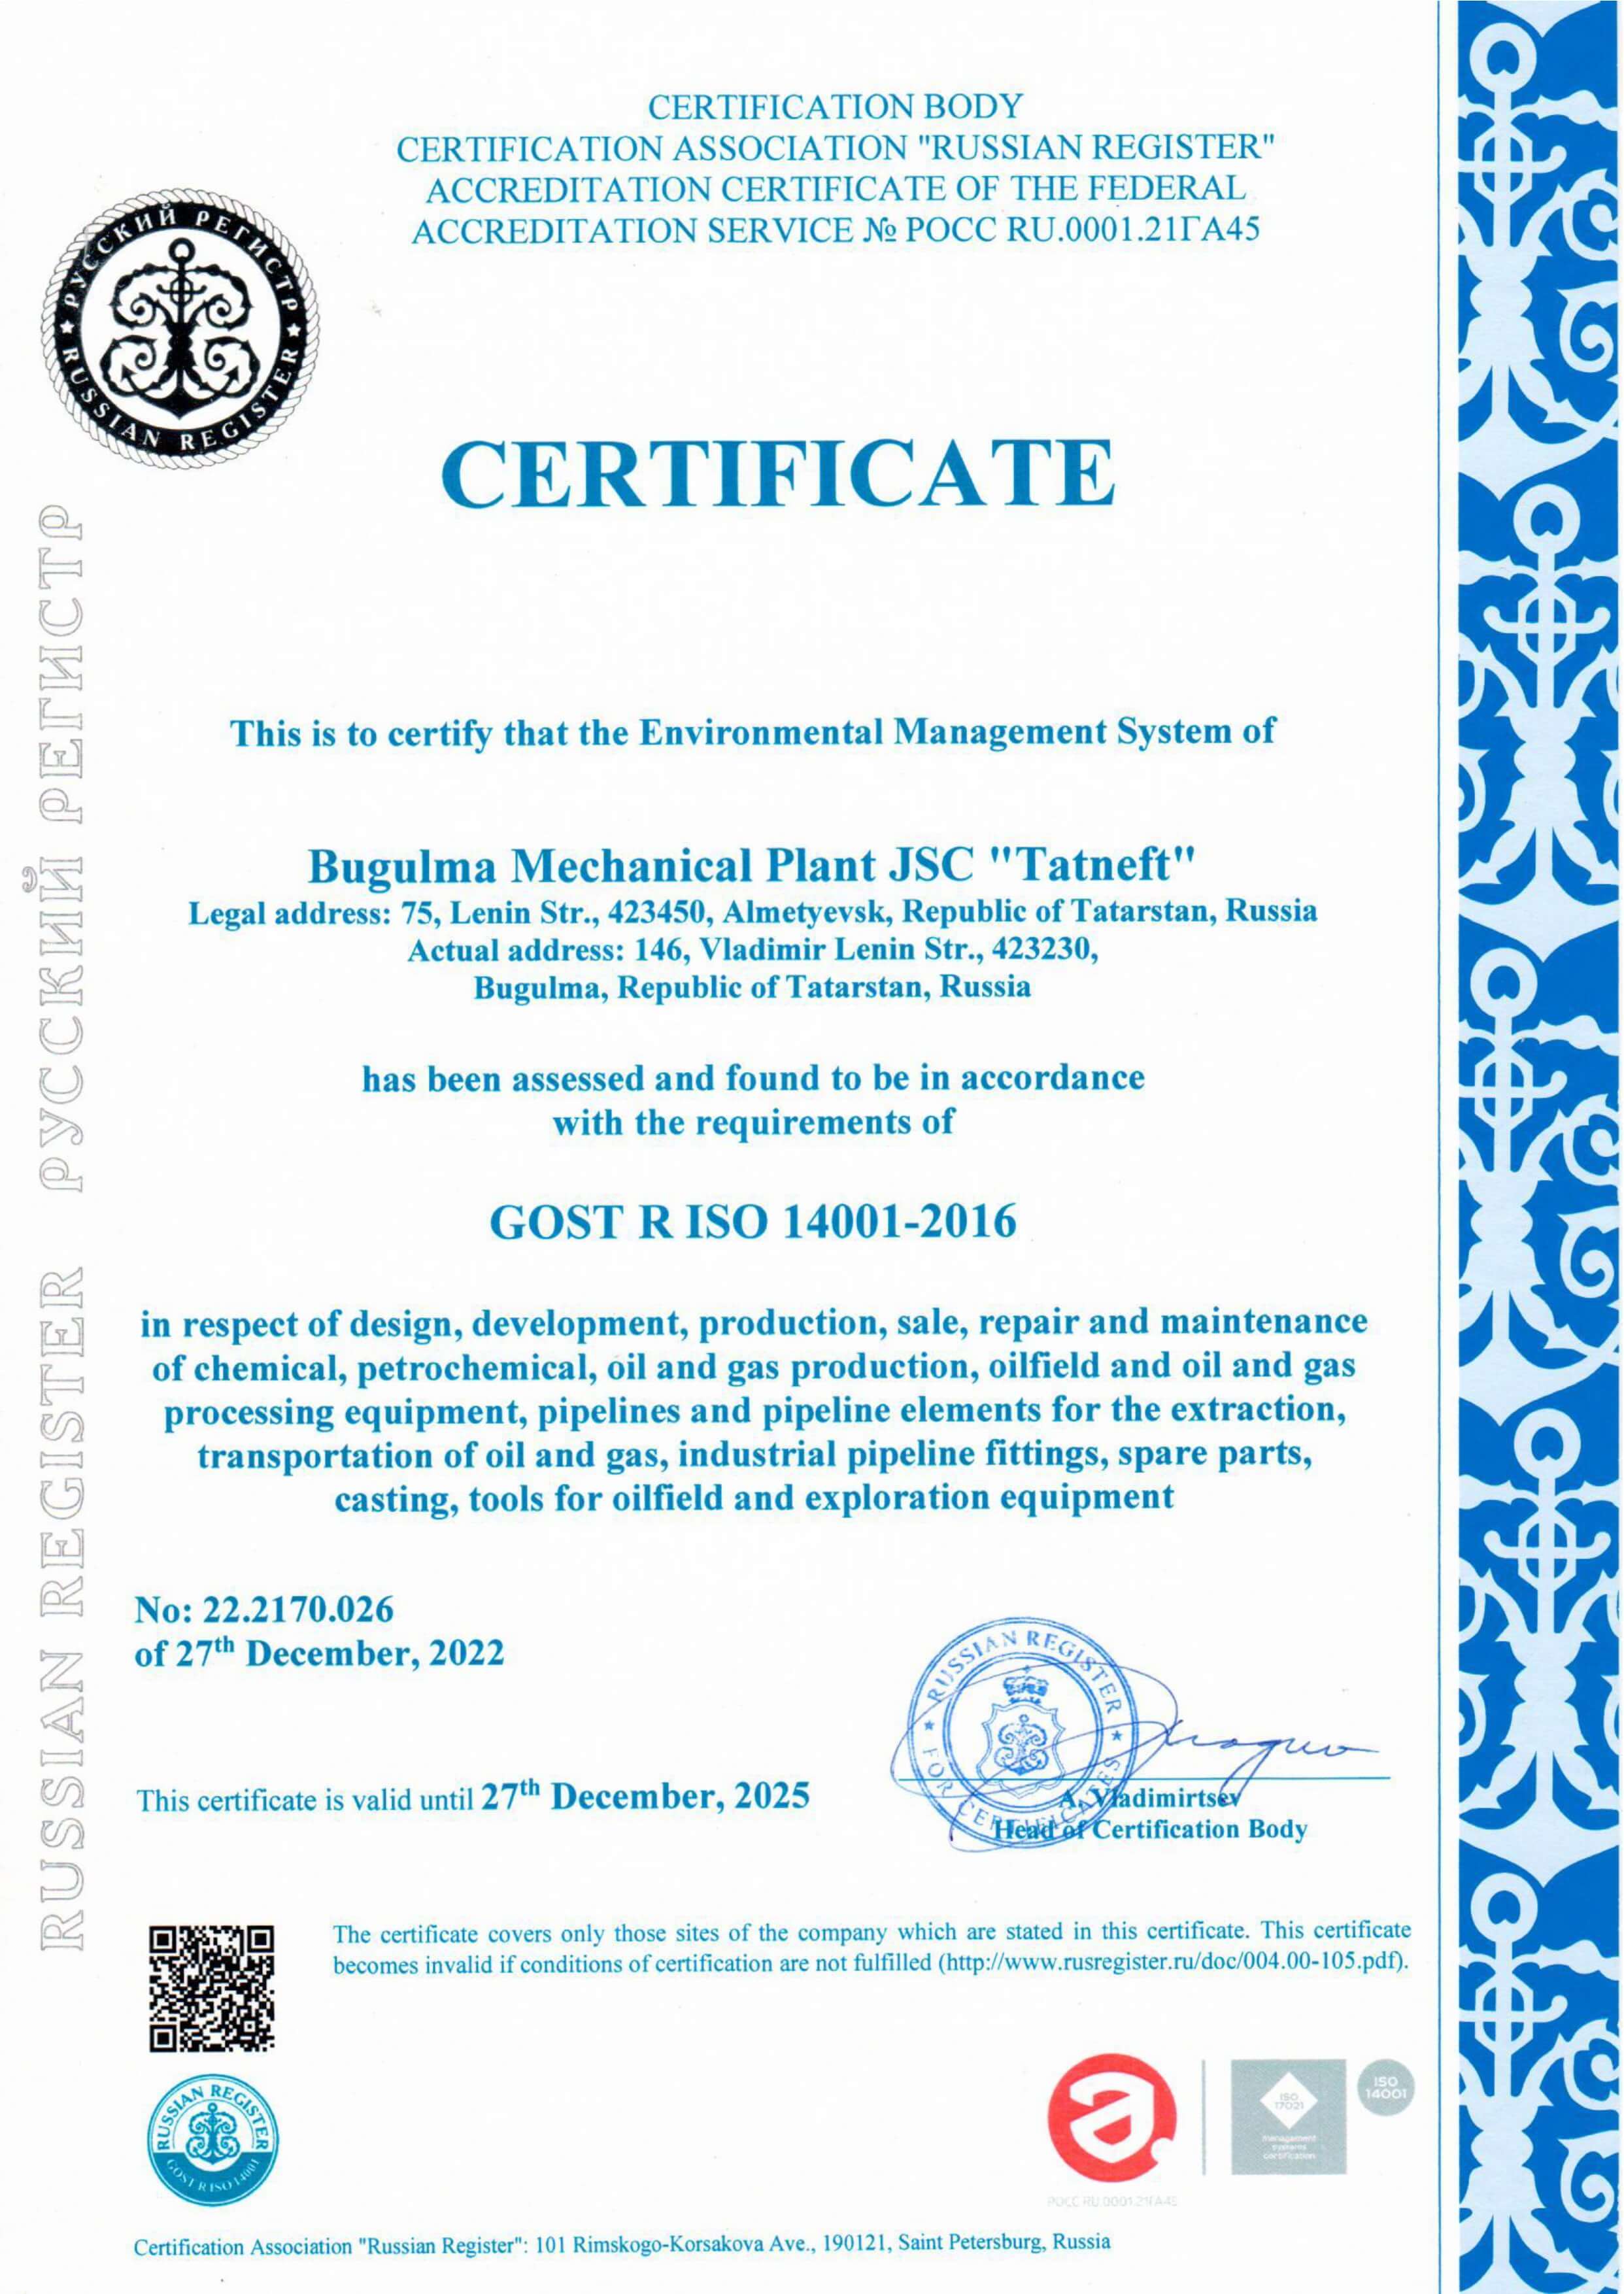 CERTIFICATION BODY
CERTIFICATION ASSOCIATION "RUSSIAN REGISTER"
ACCREDITATION CERTIFICATE OF THE FEDERAL
ACCREDITATION SERVICE № РОСС RU.0001.21ГА45
РУССКИЙ РЕГИСТР
RUSSIAN REGISTER
CERTIFICATE
This is to certify that the Environmental Management System of
Bugulma Mechanical Plant JSC "Tatneft"
Legal address: 75, Lenin Str., 423450, Almetyevsk, Republic of Tatarstan, Russia
Actual address: 146, Vladimir Lenin Str., 423230,
Bugulma, Republic of Tatarstan, Russia
has been assessed and found to be in accordance
with the requirements of
GOST R ISO 14001-2016
in respect of design, development, production, sale, repair and maintenance
of chemical, petrochemical, oil and gas production, oilfield and oil and gas
processing equipment, pipelines and pipeline elements for the extraction,
transportation of oil and gas, industrial pipeline fittings, spare parts,
casting, tools for oilfield and exploration equipment
No: 22.2170.026
of 27th December, 2022
This certificate is valid until 27th December, 2025
RUSSIAN REGISTER
FOR CERTIFICATES
A. Vladimirtsev
Head of Certification Body
The certificate covers only those sites of the company which are stated in this certificate. This certificate
becomes invalid if conditions of certification are not fulfilled (http://www.rusregister.ru/doc/004.00-105.pdf).
RUSSIAN REGISTER
GOST R ISO 14001
ISO
17021
management
systems
certification
ISO
14001
РОСС RU.0001.21ГА45
Certification Association "Russian Register": 101 Rimskogo-Korsakova Ave., 190121, Saint Petersburg, Russia
RUSSIAN REGISTER РУССКИЙ РЕГИСТР